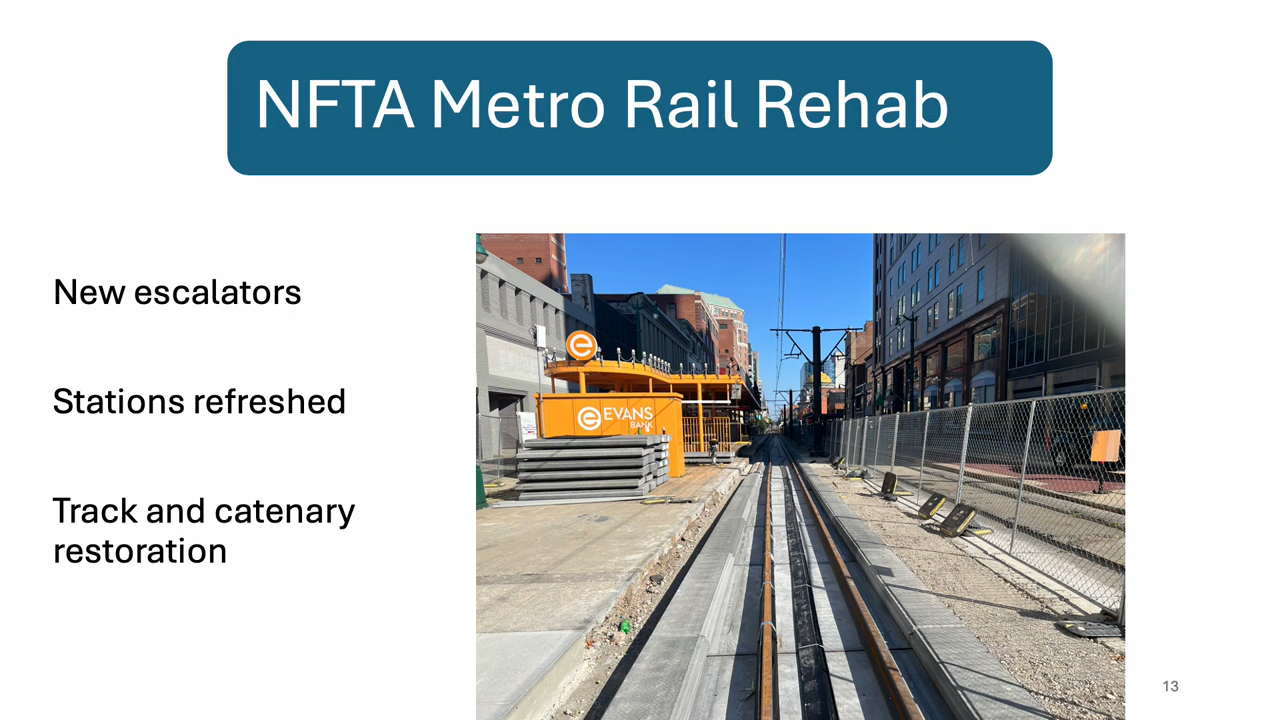 NFTA Metro Rail Rehab
New escalators
Stations refreshed
Track and catenary
restoration
e
e EVANS
BANK
13